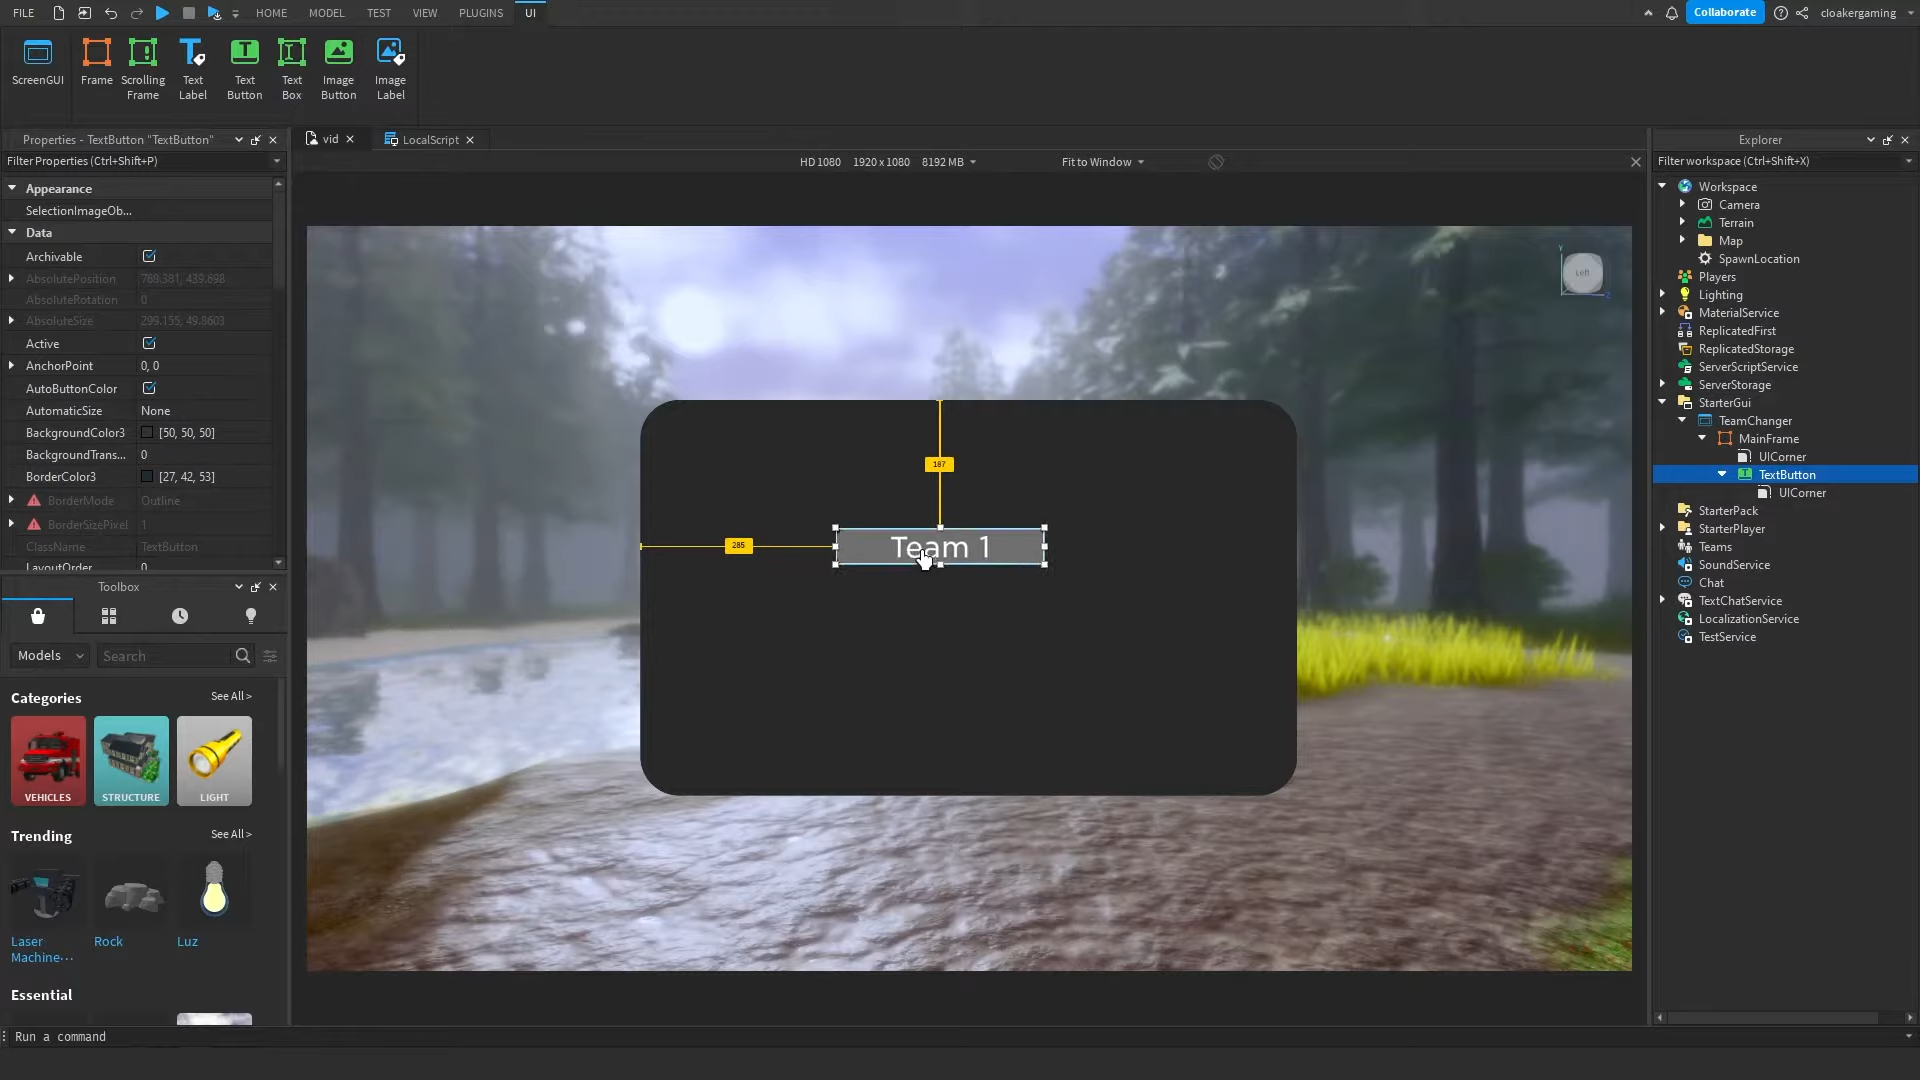 FILE
HOME
MODEL
TEST
VIEW
PLUGINS
UI
Collaborate
cloakergaming
ScreenGUI
Frame
Scrolling
Frame
Text
Label
Text
Button
Text
Box
Image
Button
Image
Label
Properties - TextButton "TextButton"
Filter Properties (Ctrl+Shift+P)
Appearance
SelectionImageOb...
Data
Archivable
AbsolutePosition 769.381, 439.698
AbsoluteRotation 0
AbsoluteSize 299.155, 49.8603
Active
AnchorPoint 0, 0
AutoButtonColor
AutomaticSize None
BackgroundColor3 [50, 50, 50]
BackgroundTrans... 0
BorderColor3 [27, 42, 53]
BorderMode Outline
BorderSizePixel 1
ClassName TextButton
LayoutOrder 0
Toolbox
Models
Search
Categories
See All >
VEHICLES
STRUCTURE
LIGHT
Trending
See All >
Laser
Machine···
Rock
Luz
Essential
Run a command
vid
LocalScript
HD 1080 1920 x 1080 8192 MB
Fit to Window
Y
Left
Z
187
285
Team 1
Explorer
Filter workspace (Ctrl+Shift+X)
Workspace
Camera
Terrain
Map
SpawnLocation
Players
Lighting
MaterialService
ReplicatedFirst
ReplicatedStorage
ServerScriptService
ServerStorage
StarterGui
TeamChanger
MainFrame
UICorner
TextButton
UICorner
StarterPack
StarterPlayer
Teams
SoundService
Chat
TextChatService
LocalizationService
TestService